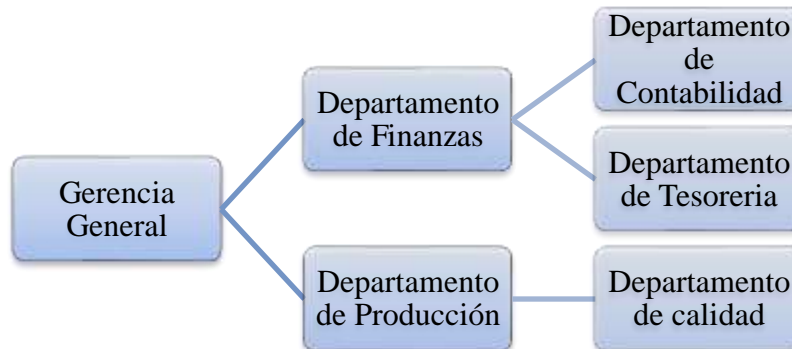 Gerencia
General
Departamento
de Finanzas
Departamento
de
Contabilidad
Departamento
de Tesoreria
Departamento
de Producción
Departamento
de calidad